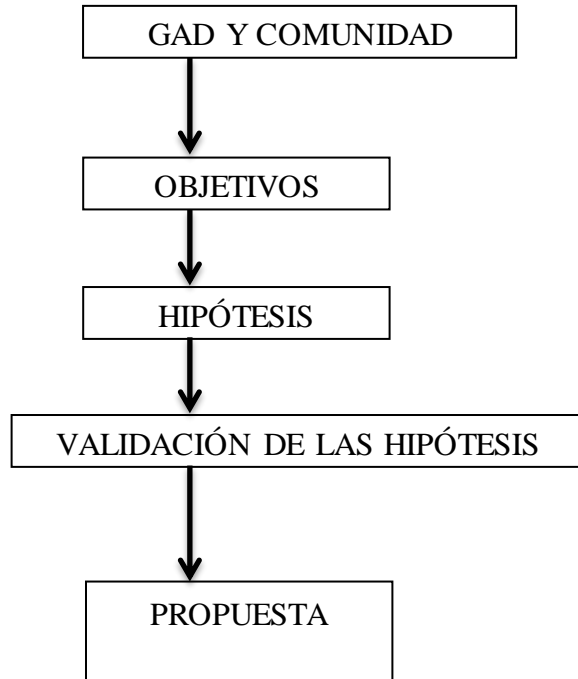 GAD Y COMUNIDAD
OBJETIVOS
HIPÓTESIS
VALIDACIÓN DE LAS HIPÓTESIS
PROPUESTA